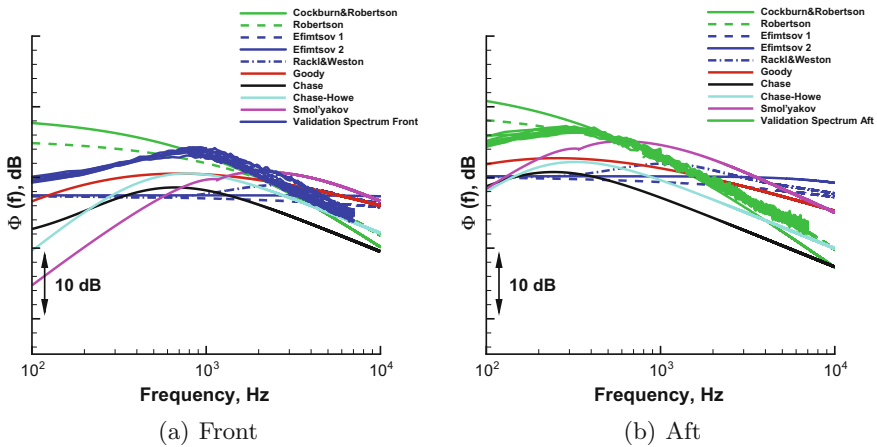 Cockburn&Robertson
Robertson
Efimtsov 1
Efimtsov 2
Rackl&Weston
Goody
Chase
Chase-Howe
Smol'yakov
Validation Spectrum Front
Φ (f), dB
10 dB
10² 10³ 10⁴
Frequency, Hz
(a) Front
Cockburn&Robertson
Robertson
Efimtsov 1
Efimtsov 2
Rackl&Weston
Goody
Chase
Chase-Howe
Smol'yakov
Validation Spectrum Aft
Φ (f), dB
10 dB
10² 10³ 10⁴
Frequency, Hz
(b) Aft